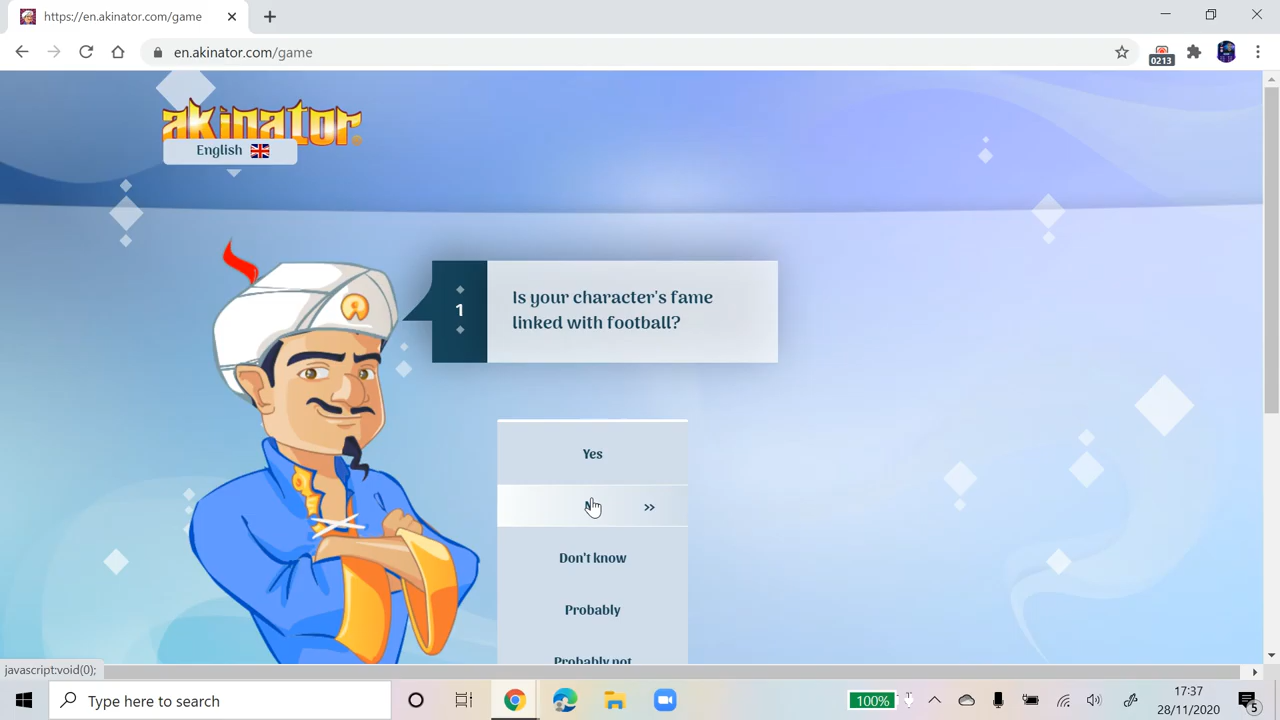 https://en.akinator.com/game
en.akinator.com/game
0213
akinator
English
1
Is your character's fame
linked with football?
Yes
Don't know
Probably
Probably not
javascript:void(0);
Type here to search
100%
17:37
28/11/2020
5